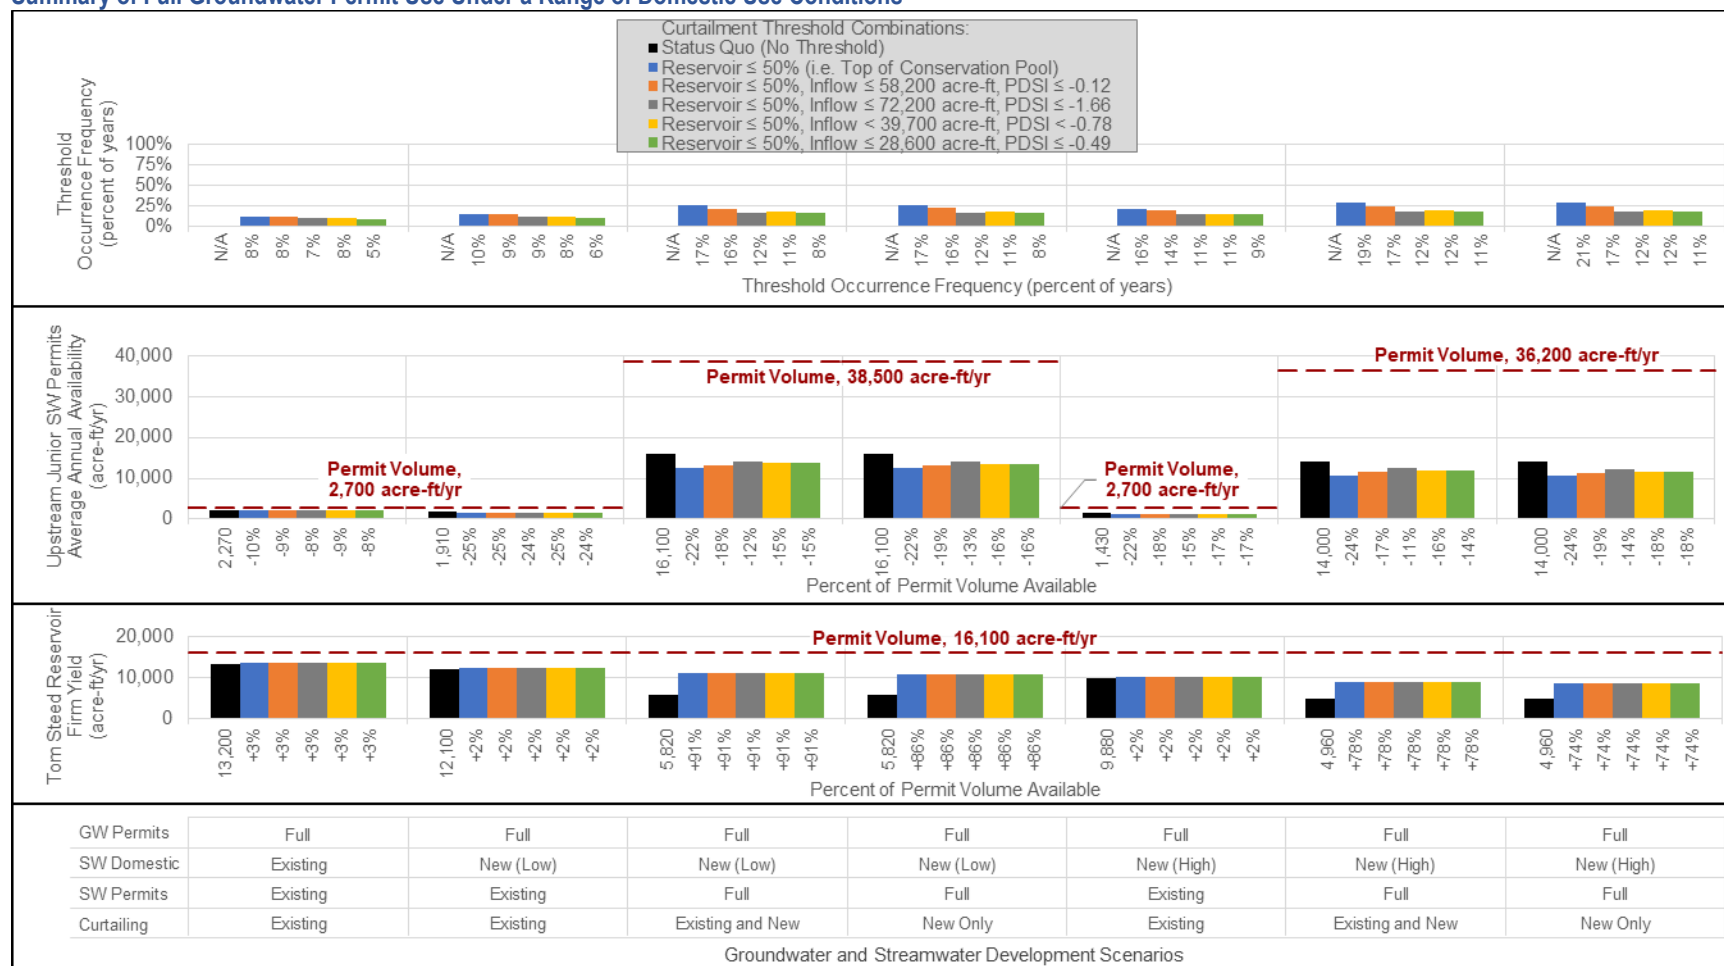 Summary of Full Groundwater Permit Use Under a Range of Domestic Use Conditions
Curtailment Threshold Combinations:
Status Quo (No Threshold)
Reservoir ≤ 50% (i.e. Top of Conservation Pool)
Reservoir ≤ 50%, Inflow ≤ 58,200 acre-ft, PDSI ≤ -0.12
Reservoir ≤ 50%, Inflow ≤ 72,200 acre-ft, PDSI ≤ -1.66
Reservoir ≤ 50%, Inflow < 39,700 acre-ft, PDSI < -0.78
Reservoir ≤ 50%, Inflow ≤ 28,600 acre-ft, PDSI ≤ -0.49
Threshold
Occurrence Frequency
(percent of years)
100%
75%
50%
25%
0%
N/A 8% 8% 7% 8% 5% N/A 10% 9% 9% 8% 6% N/A 17% 16% 12% 11% 8% N/A 17% 16% 12% 11% 8% N/A 16% 14% 11% 11% 9% N/A 19% 17% 12% 12% 11% N/A 21% 17% 12% 12% 11%
Threshold Occurrence Frequency (percent of years)
Upstream Junior SW Permits
Average Annual Availability
(acre-ft/yr)
40,000
30,000
20,000
10,000
0
Permit Volume,
2,700 acre-ft/yr
Permit Volume, 38,500 acre-ft/yr
Permit Volume,
2,700 acre-ft/yr
Permit Volume, 36,200 acre-ft/yr
2,270 -10% -9% -8% -9% -8% 1,910 -25% -25% -24% -25% -24% 16,100 -22% -18% -12% -15% -15% 16,100 -22% -19% -13% -16% -16% 1,430 -22% -18% -15% -17% -17% 14,000 -24% -17% -11% -16% -14% 14,000 -24% -19% -14% -18% -18%
Percent of Permit Volume Available
Tom Steed Reservoir
Firm Yield
(acre-ft/yr)
20,000
10,000
0
Permit Volume, 16,100 acre-ft/yr
13,200 +3% +3% +3% +3% +3% 12,100 +2% +2% +2% +2% +2% 5,820 +91% +91% +91% +91% +91% 5,820 +86% +86% +86% +86% +86% 9,880 +2% +2% +2% +2% +2% 4,960 +78% +78% +78% +78% +78% 4,960 +74% +74% +74% +74% +74%
Percent of Permit Volume Available
GW Permits Full Full Full Full Full Full Full
SW Domestic Existing New (Low) New (Low) New (Low) New (High) New (High) New (High)
SW Permits Existing Existing Full Full Existing Full Full
Curtailing Existing Existing Existing and New New Only Existing Existing and New New Only
Groundwater and Streamwater Development Scenarios